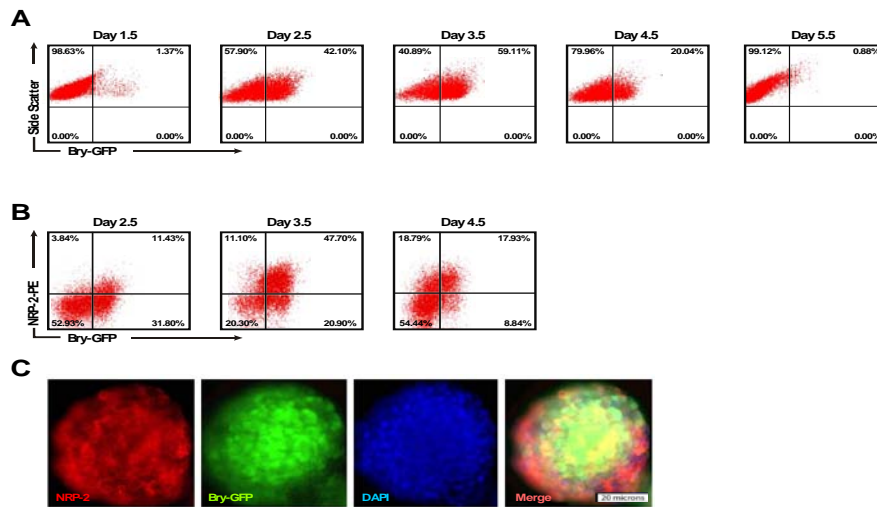 A
Day 1.5 Day 2.5 Day 3.5 Day 4.5 Day 5.5
98.63% 1.37% 57.90% 42.10% 40.89% 59.11% 79.96% 20.04% 99.12% 0.88%
Side Scatter
0.00% 0.00% 0.00% 0.00% 0.00% 0.00% 0.00% 0.00% 0.00% 0.00%
Bry-GFP
B
Day 2.5 Day 3.5 Day 4.5
3.84% 11.43% 11.10% 47.70% 18.79% 17.93%
NRP-2-PE
52.93% 31.80% 20.30% 20.90% 54.44% 8.84%
Bry-GFP
C
NRP-2 Bry-GFP DAPI Merge 20 microns